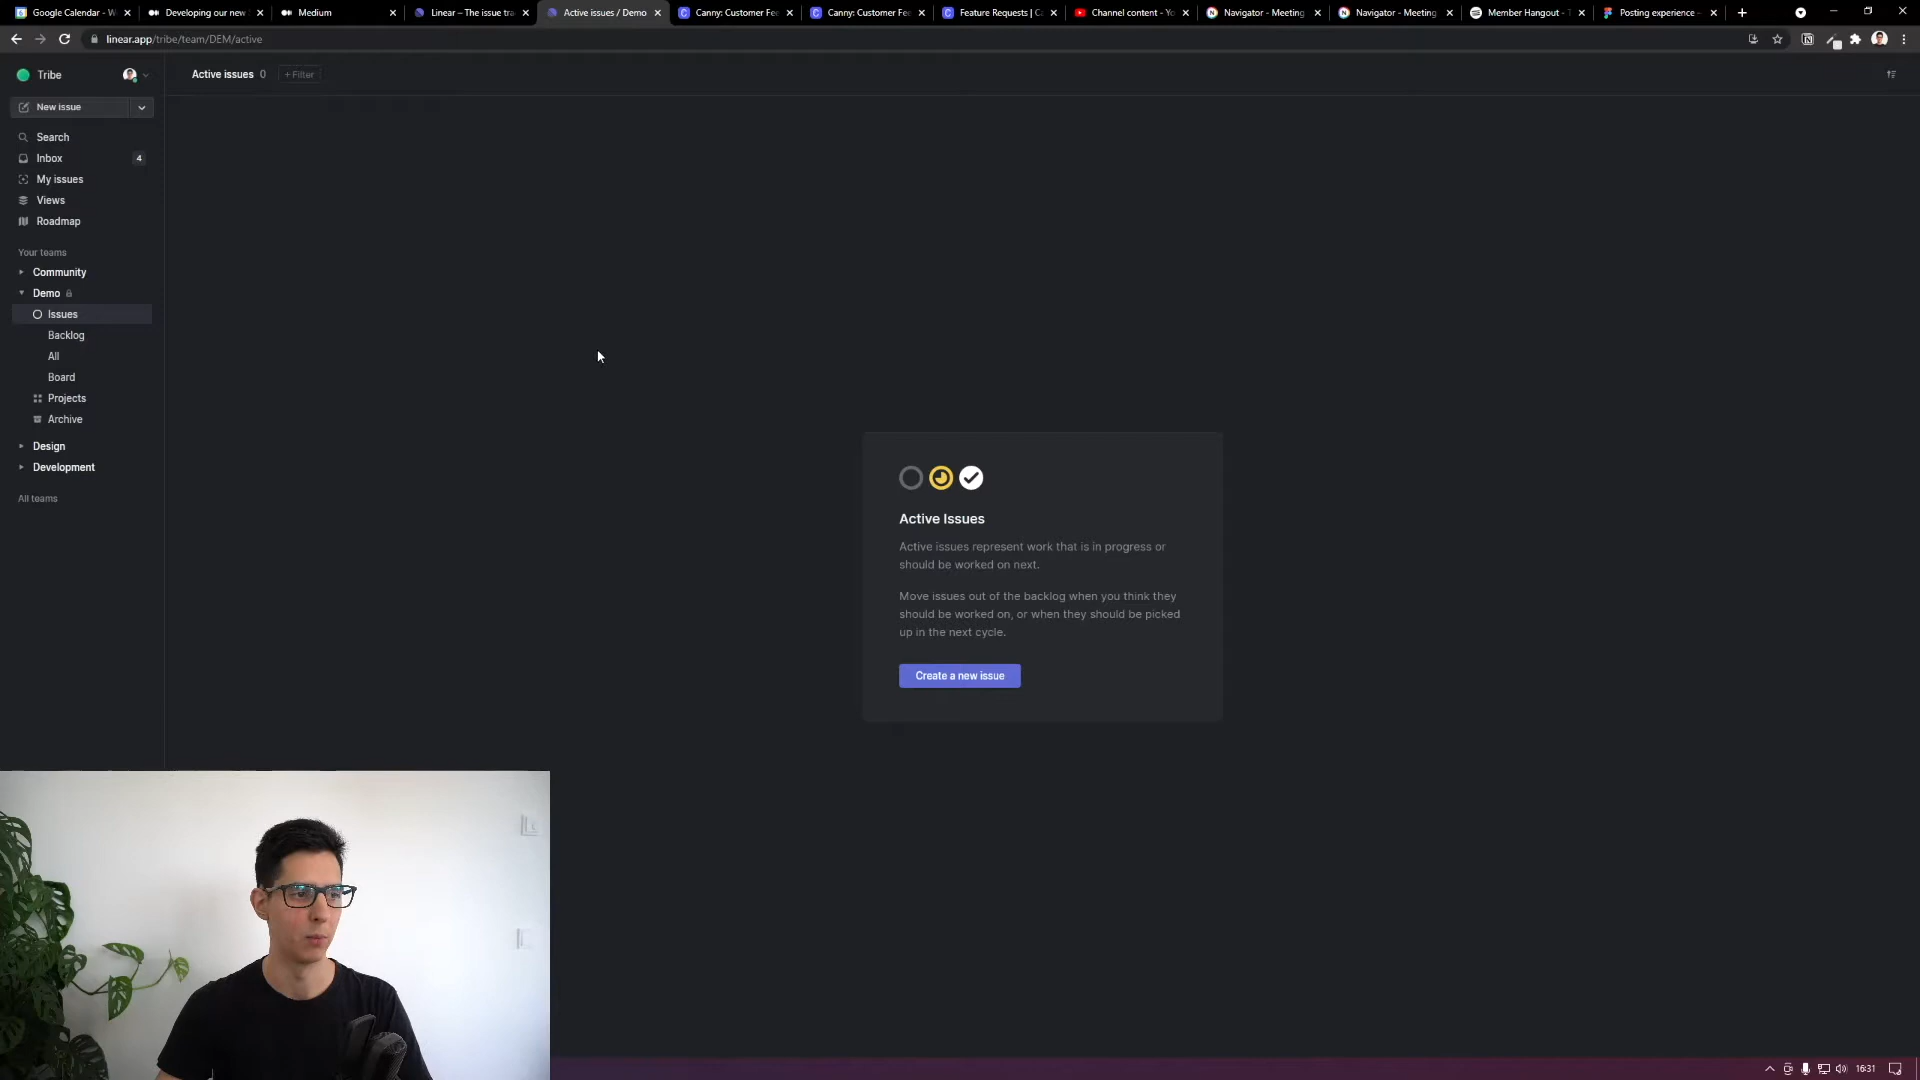 Google Calendar - W
Developing our new
Medium
Linear – The issue tra
Active issues / Demo
Canny: Customer Fee
Canny: Customer Fee
Feature Requests | Ca
Channel content - Yo
Navigator - Meeting
Navigator - Meeting
Member Hangout - T
Posting experience –
linear.app/tribe/team/DEM/active
Tribe
Active issues 0
+ Filter
New issue
Search
Inbox 4
My issues
Views
Roadmap
Your teams
Community
Demo
Issues
Backlog
All
Board
Projects
Archive
Design
Development
All teams
Active Issues
Active issues represent work that is in progress or
should be worked on next.
Move issues out of the backlog when you think they
should be worked on, or when they should be picked
up in the next cycle.
Create a new issue
16:31